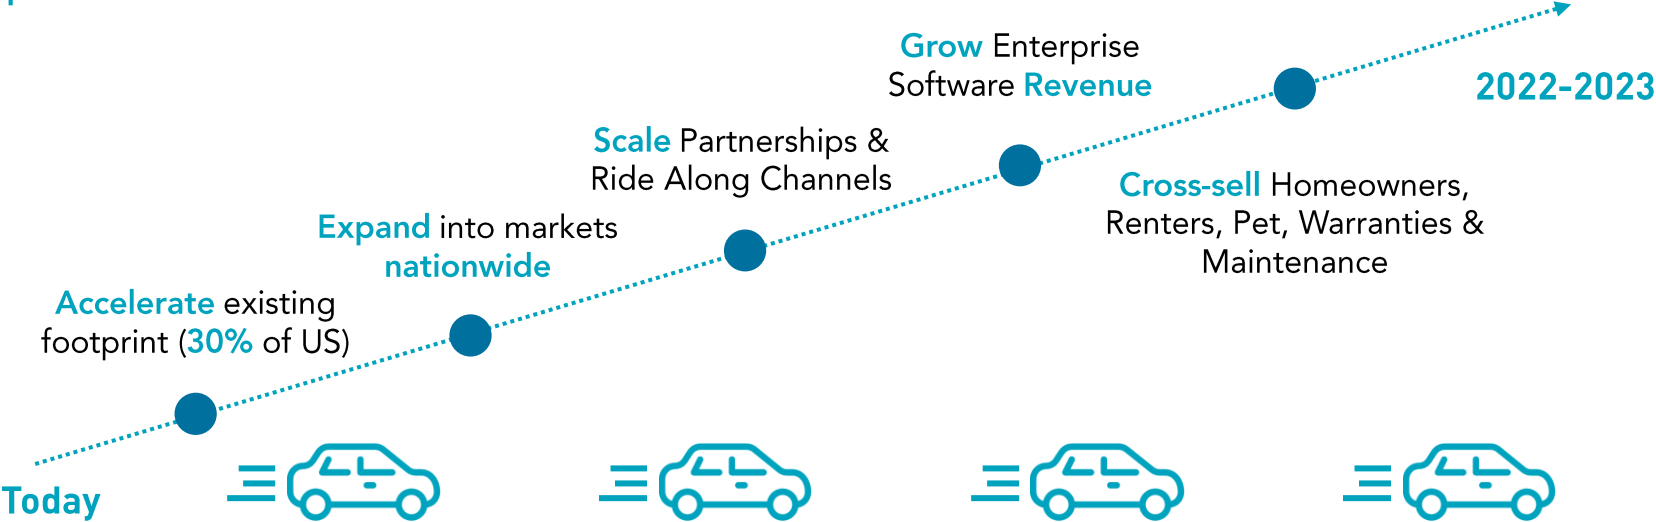 Grow Enterprise
Software Revenue
2022-2023
Scale Partnerships &
Ride Along Channels
Cross-sell Homeowners,
Renters, Pet, Warranties &
Maintenance
Expand into markets
nationwide
Accelerate existing
footprint (30% of US)
Today